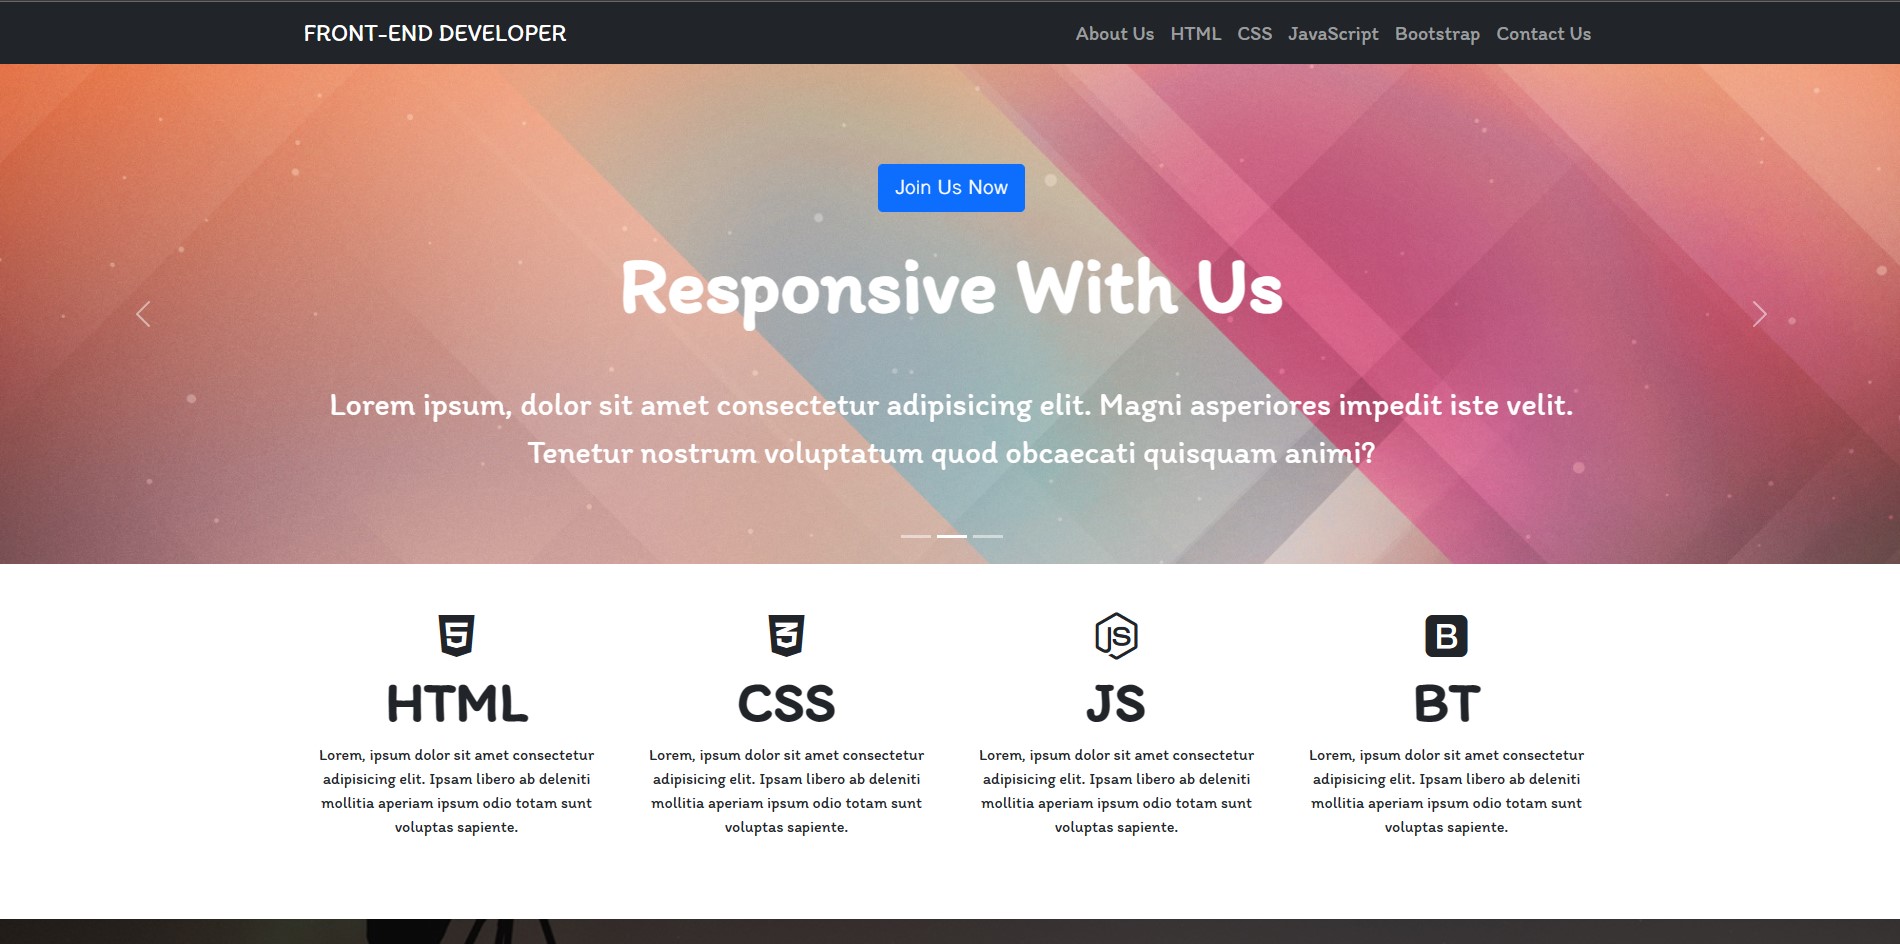 FRONT-END DEVELOPER
About Us HTML CSS JavaScript Bootstrap Contact Us
Join Us Now
Responsive With Us
Lorem ipsum, dolor sit amet consectetur adipisicing elit. Magni asperiores impedit iste velit.
Tenetur nostrum voluptatum quod obcaecati quisquam animi?
5
3
JS
B
HTML
CSS
JS
BT
Lorem, ipsum dolor sit amet consectetur
adipisicing elit. Ipsam libero ab deleniti
mollitia aperiam ipsum odio totam sunt
voluptas sapiente.
Lorem, ipsum dolor sit amet consectetur
adipisicing elit. Ipsam libero ab deleniti
mollitia aperiam ipsum odio totam sunt
voluptas sapiente.
Lorem, ipsum dolor sit amet consectetur
adipisicing elit. Ipsam libero ab deleniti
mollitia aperiam ipsum odio totam sunt
voluptas sapiente.
Lorem, ipsum dolor sit amet consectetur
adipisicing elit. Ipsam libero ab deleniti
mollitia aperiam ipsum odio totam sunt
voluptas sapiente.